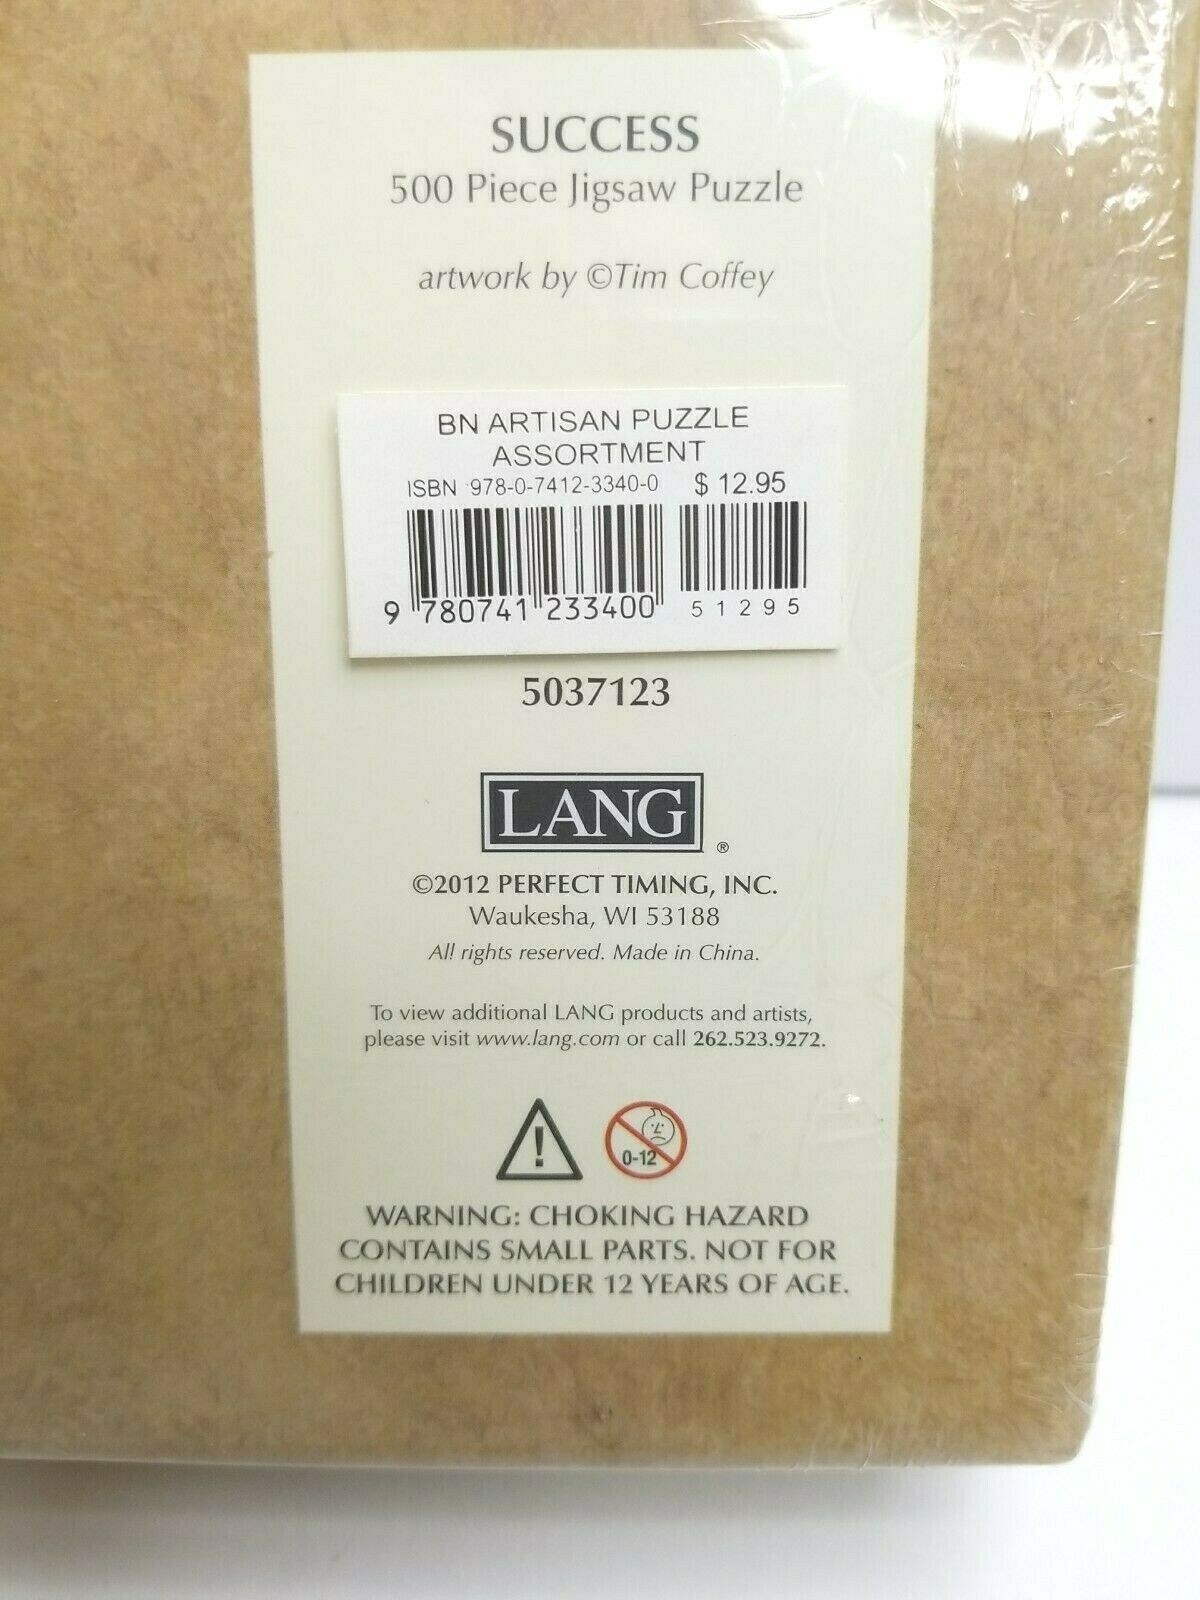 SUCCESS
500 Piece Jigsaw Puzzle
artwork by ©Tim Coffey
BN ARTISAN PUZZLE
ASSORTMENT
ISBN 978-0-7412-3340-0 $ 12.95
9 780741 233400 51295
5037123
LANG ®
©2012 PERFECT TIMING, INC.
Waukesha, WI 53188
All rights reserved. Made in China.
To view additional LANG products and artists,
please visit www.lang.com or call 262.523.9272.
0-12
WARNING: CHOKING HAZARD
CONTAINS SMALL PARTS. NOT FOR
CHILDREN UNDER 12 YEARS OF AGE.